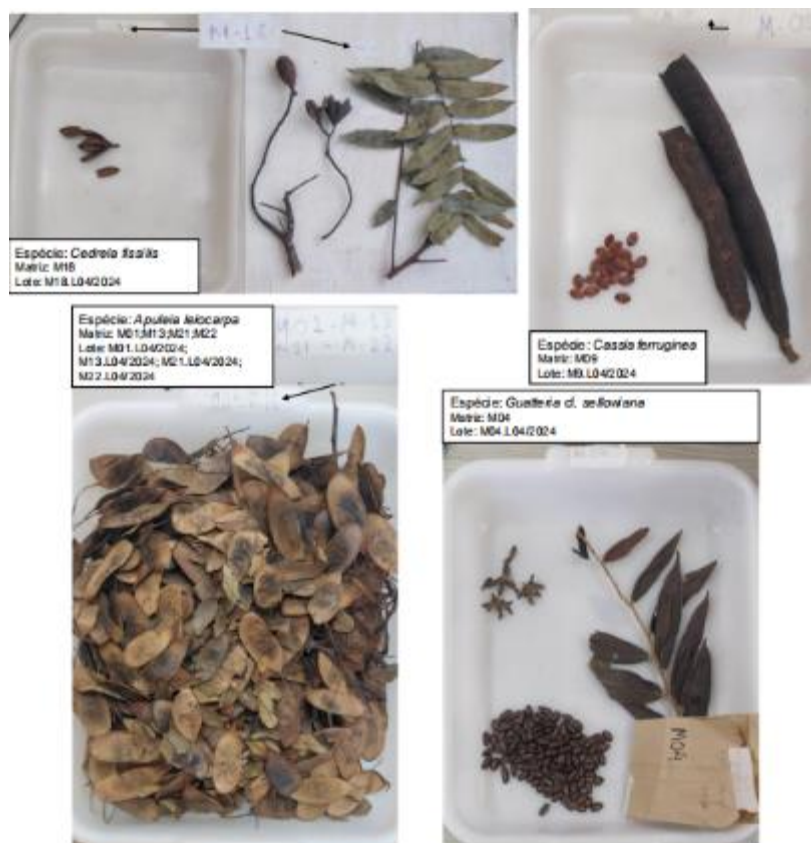 M-18
M.0
Espécie: Cedrela fissilis
Matriz: M18
Lote: M18.L04/2024
Espécie: Apuleia leiocarpa
Matriz: M01;M13;M21;M22
Lote: M01.L04/2024;
M13.L04/2024; M21.L04/2024;
M22.L04/2024
Espécie: Cassia ferruginea
Matriz: M09
Lote: M9.L04/2024
Espécie: Guatteria cf. sellowiana
Matriz: M04
Lote: M04.L04/2024
M04